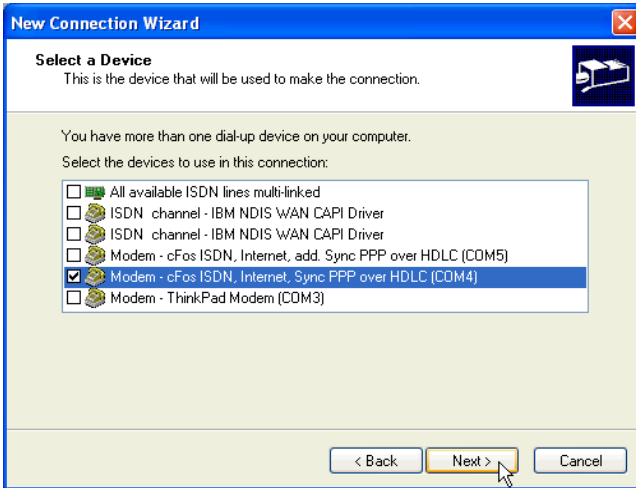 New Connection Wizard
Select a Device
This is the device that will be used to make the connection.
You have more than one dial-up device on your computer.
Select the devices to use in this connection:
All available ISDN lines multi-linked
ISDN channel - IBM NDIS WAN CAPI Driver
ISDN channel - IBM NDIS WAN CAPI Driver
Modem - cFos ISDN, Internet, add. Sync PPP over HDLC (COM5)
Modem - cFos ISDN, Internet, Sync PPP over HDLC (COM4)
Modem - ThinkPad Modem (COM3)
< Back Next > Cancel